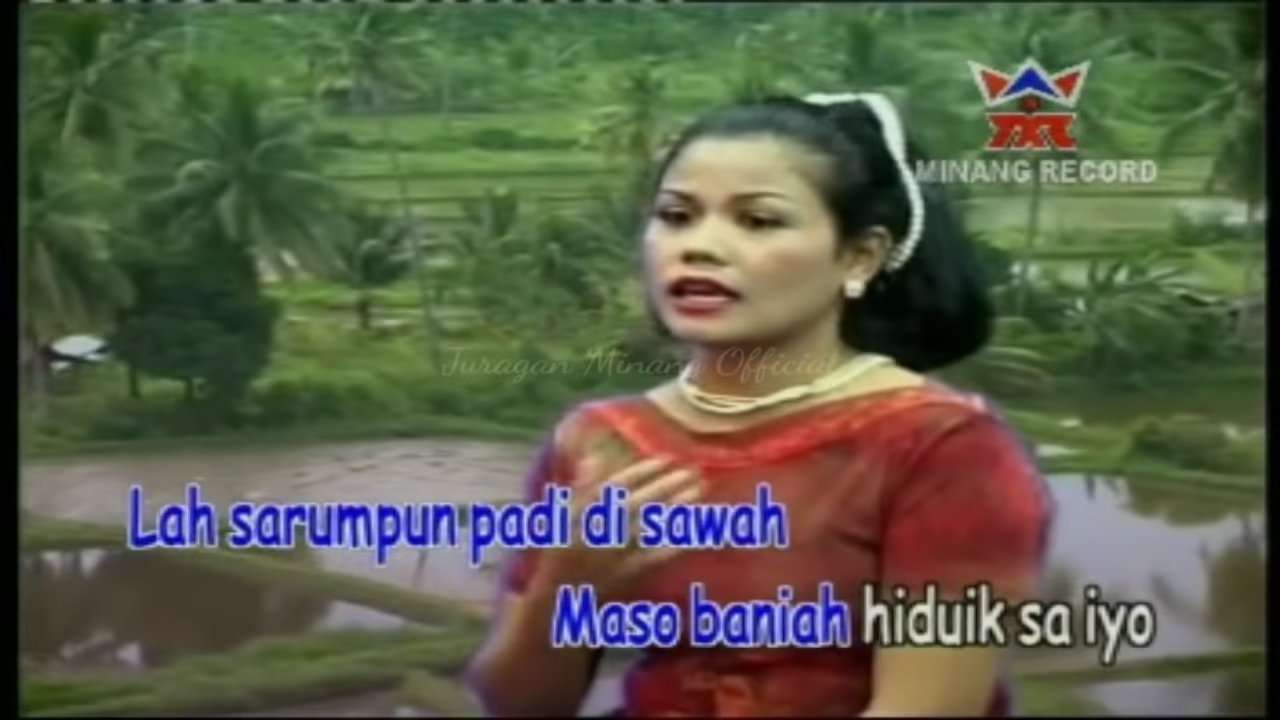 MINANG RECORD
Juragan Minang Official
Lah sarumpun padi di sawah
Maso baniah hiduik sa iyo